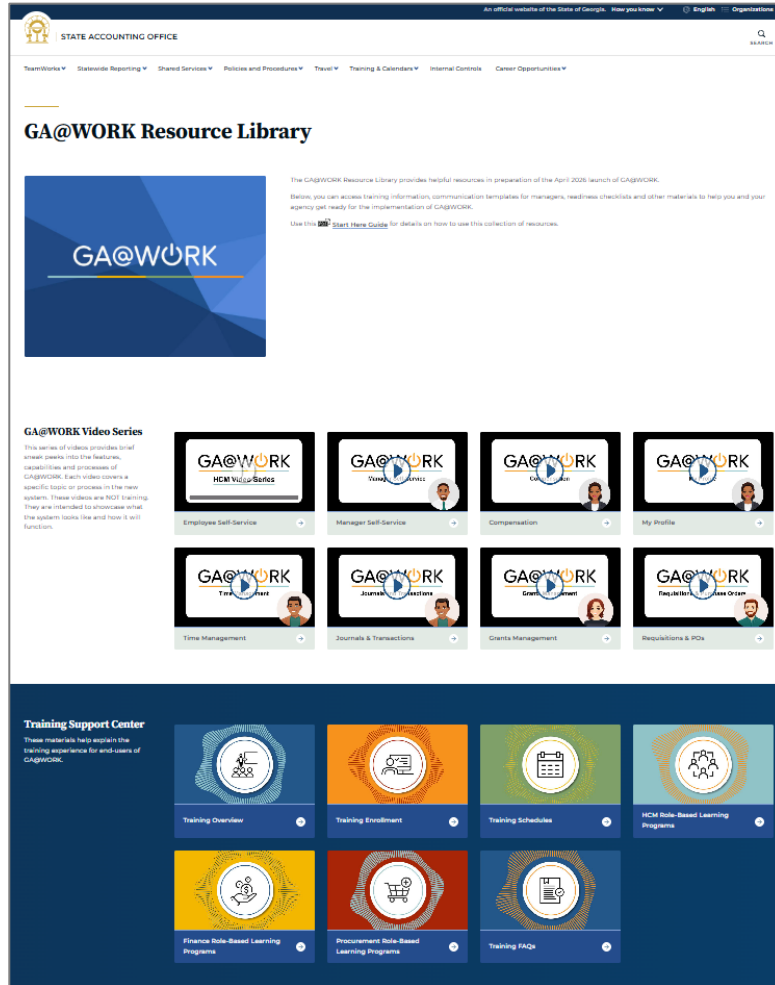 An official website of the State of Georgia. How you know
English
Organizations
STATE ACCOUNTING OFFICE
SEARCH
TeamWorks Statewide Reporting Shared Services Policies and Procedures Travel Training & Calendars Internal Controls Career Opportunities
GA@WORK Resource Library
The GA@WORK Resource Library provides helpful resources in preparation of the April 2026 launch of GA@WORK.
Below, you can access training information, communication templates for managers, readiness checklists and other materials to help you and your
agency get ready for the implementation of GA@WORK.
Use this Start Here Guide for details on how to use this collection of resources.
GA@WORK
GA@WORK Video Series
This series of videos provides brief
sneak peeks into the features,
capabilities and processes of
GA@WORK. Each video covers a
specific topic or process in the new
system. These videos are NOT training.
They are intended to showcase what
the system looks like and how it will
function.
GA@WORK
HCM Video Series
Employee Self-Service
GA@WORK
Manager Self-Service
GA@WORK
Compensation
GA@WORK
My Profile
GA@WORK
Time Management
GA@WORK
Journals & Transactions
GA@WORK
Grants Management
GA@WORK
Requisitions & POs
Training Support Center
These materials help explain the
training experience for end-users of
GA@WORK.
Training Overview
Training Enrollment
Training Schedules
HCM Role-Based Learning
Programs
Finance Role-Based Learning
Programs
Procurement Role-Based
Learning Programs
Training FAQs